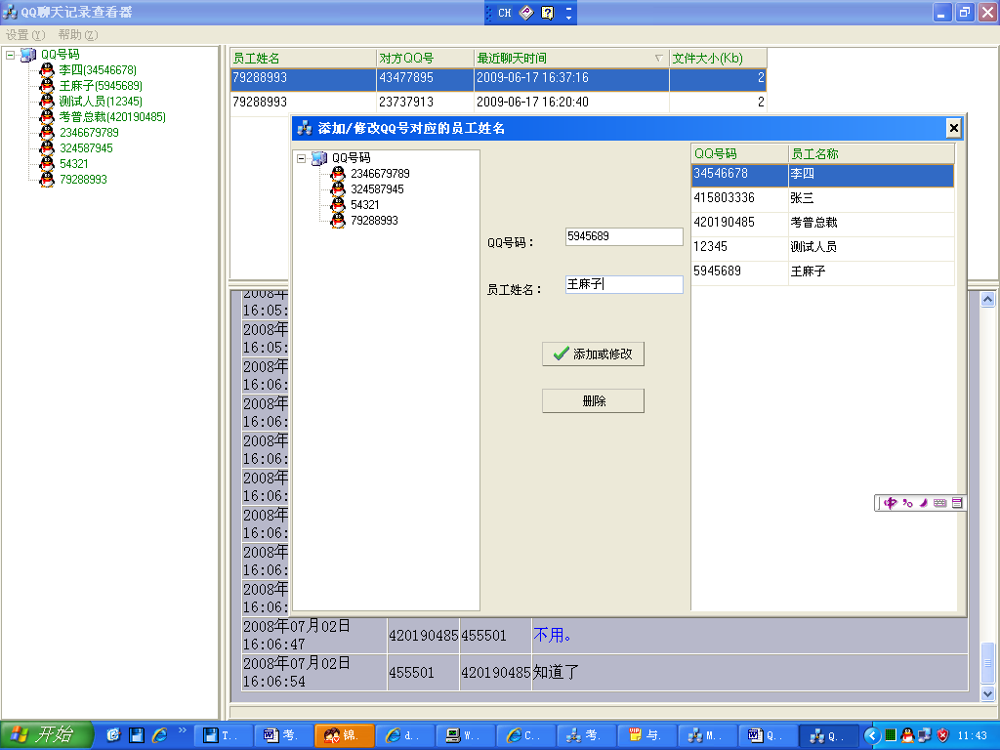 QQ聊天记录查看器
CH
设置(Y) 帮助(Z)
QQ号码
李四(34546678)
王麻子(5945689)
测试人员(12345)
考普总裁(420190485)
2346679789
324587945
54321
79288993
员工姓名 对方QQ号 最近聊天时间 文件大小(Kb)
79288993 43477895 2009-06-17 16:37:16 2
79288993 23737913 2009-06-17 16:20:40 2
添加/修改QQ号对应的员工姓名
QQ号码
2346679789
324587945
54321
79288993
QQ号码： 5945689
员工姓名： 王麻子
添加或修改
删除
QQ号码 员工名称
34546678 李四
415803336 张三
420190485 考普总裁
12345 测试人员
5945689 王麻子
2008年
16:05:
2008年
16:05:
2008年
16:06:
2008年
16:06:
2008年
16:06:
2008年
16:06:
2008年
16:06:
2008年
16:06:
2008年
16:06:
2008年07月02日
16:06:47 420190485 455501 不用。
2008年07月02日
16:06:54 455501 420190485 知道了
中
开始 T. 考. 锦. d.. W. C.. 考. 与. M.. Q.. Q.. 11:43